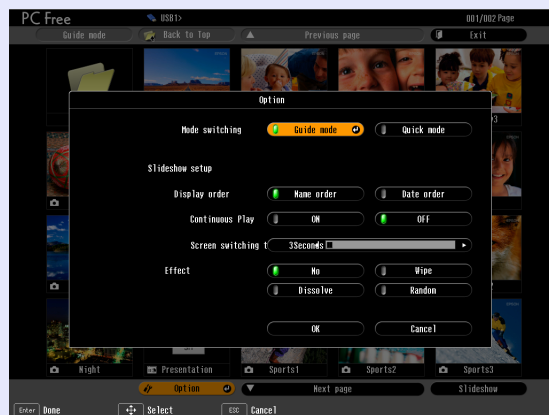 PC Free USB1> 001/002 Page
Guide mode Back to Top Previous page Exit
Option
Mode switching Guide mode Quick mode
Slideshow setup
Display order Name order Date order
Continuous Play ON OFF
Screen switching t 3Seconds
Effect No Wipe
Dissolve Random
OK Cancel
Night Presentation Sports1 Sports2 Sports3
Option Next page Slideshow
Enter Done Select ESC Cancel